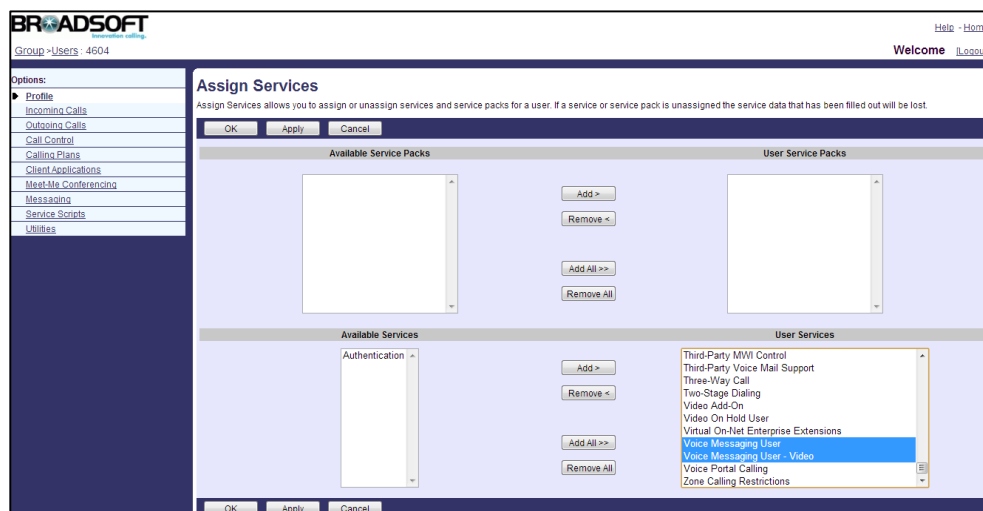 BROADSOFT
innovation calling.
Help - Hom
Group >Users : 4604
Welcome [Logou
Options:
Profile
Incoming Calls
Outgoing Calls
Call Control
Calling Plans
Client Applications
Meet-Me Conferencing
Messaging
Service Scripts
Utilities
Assign Services
Assign Services allows you to assign or unassign services and service packs for a user. If a service or service pack is unassigned the service data that has been filled out will be lost.
OK Apply Cancel
Available Service Packs User Service Packs
Add >
Remove <
Add All >>
Remove All
Available Services User Services
Authentication
Add >
Remove <
Add All >>
Remove All
Third-Party MWI Control
Third-Party Voice Mail Support
Three-Way Call
Two-Stage Dialing
Video Add-On
Video On Hold User
Virtual On-Net Enterprise Extensions
Voice Messaging User
Voice Messaging User - Video
Voice Portal Calling
Zone Calling Restrictions
OK Apply Cancel